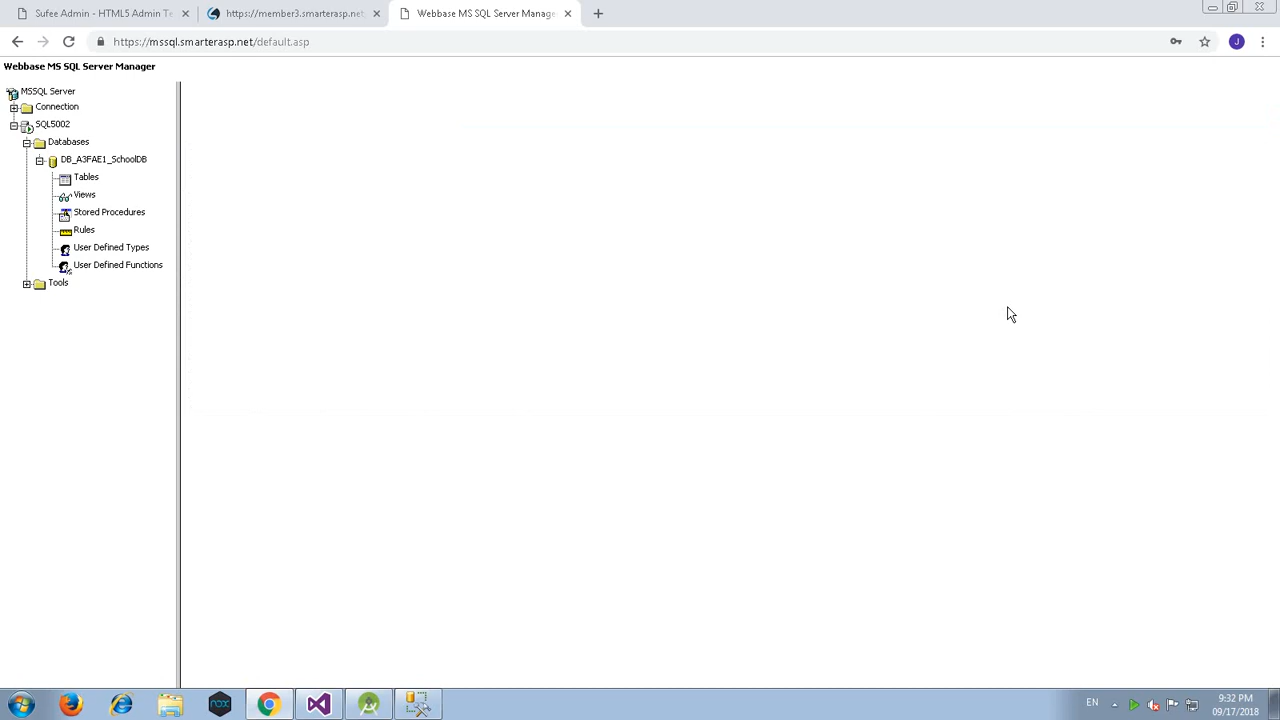 Sufee Admin - HTML5 Admin Te
https://member3.smarterasp.net
Webbase MS SQL Server Manage
https://mssql.smarterasp.net/default.asp
J
Webbase MS SQL Server Manager
MSSQL Server
Connection
SQL5002
Databases
DB_A3FAE1_SchoolDB
Tables
Views
Stored Procedures
Rules
User Defined Types
User Defined Functions
Tools
nox
EN
9:32 PM
09/17/2018